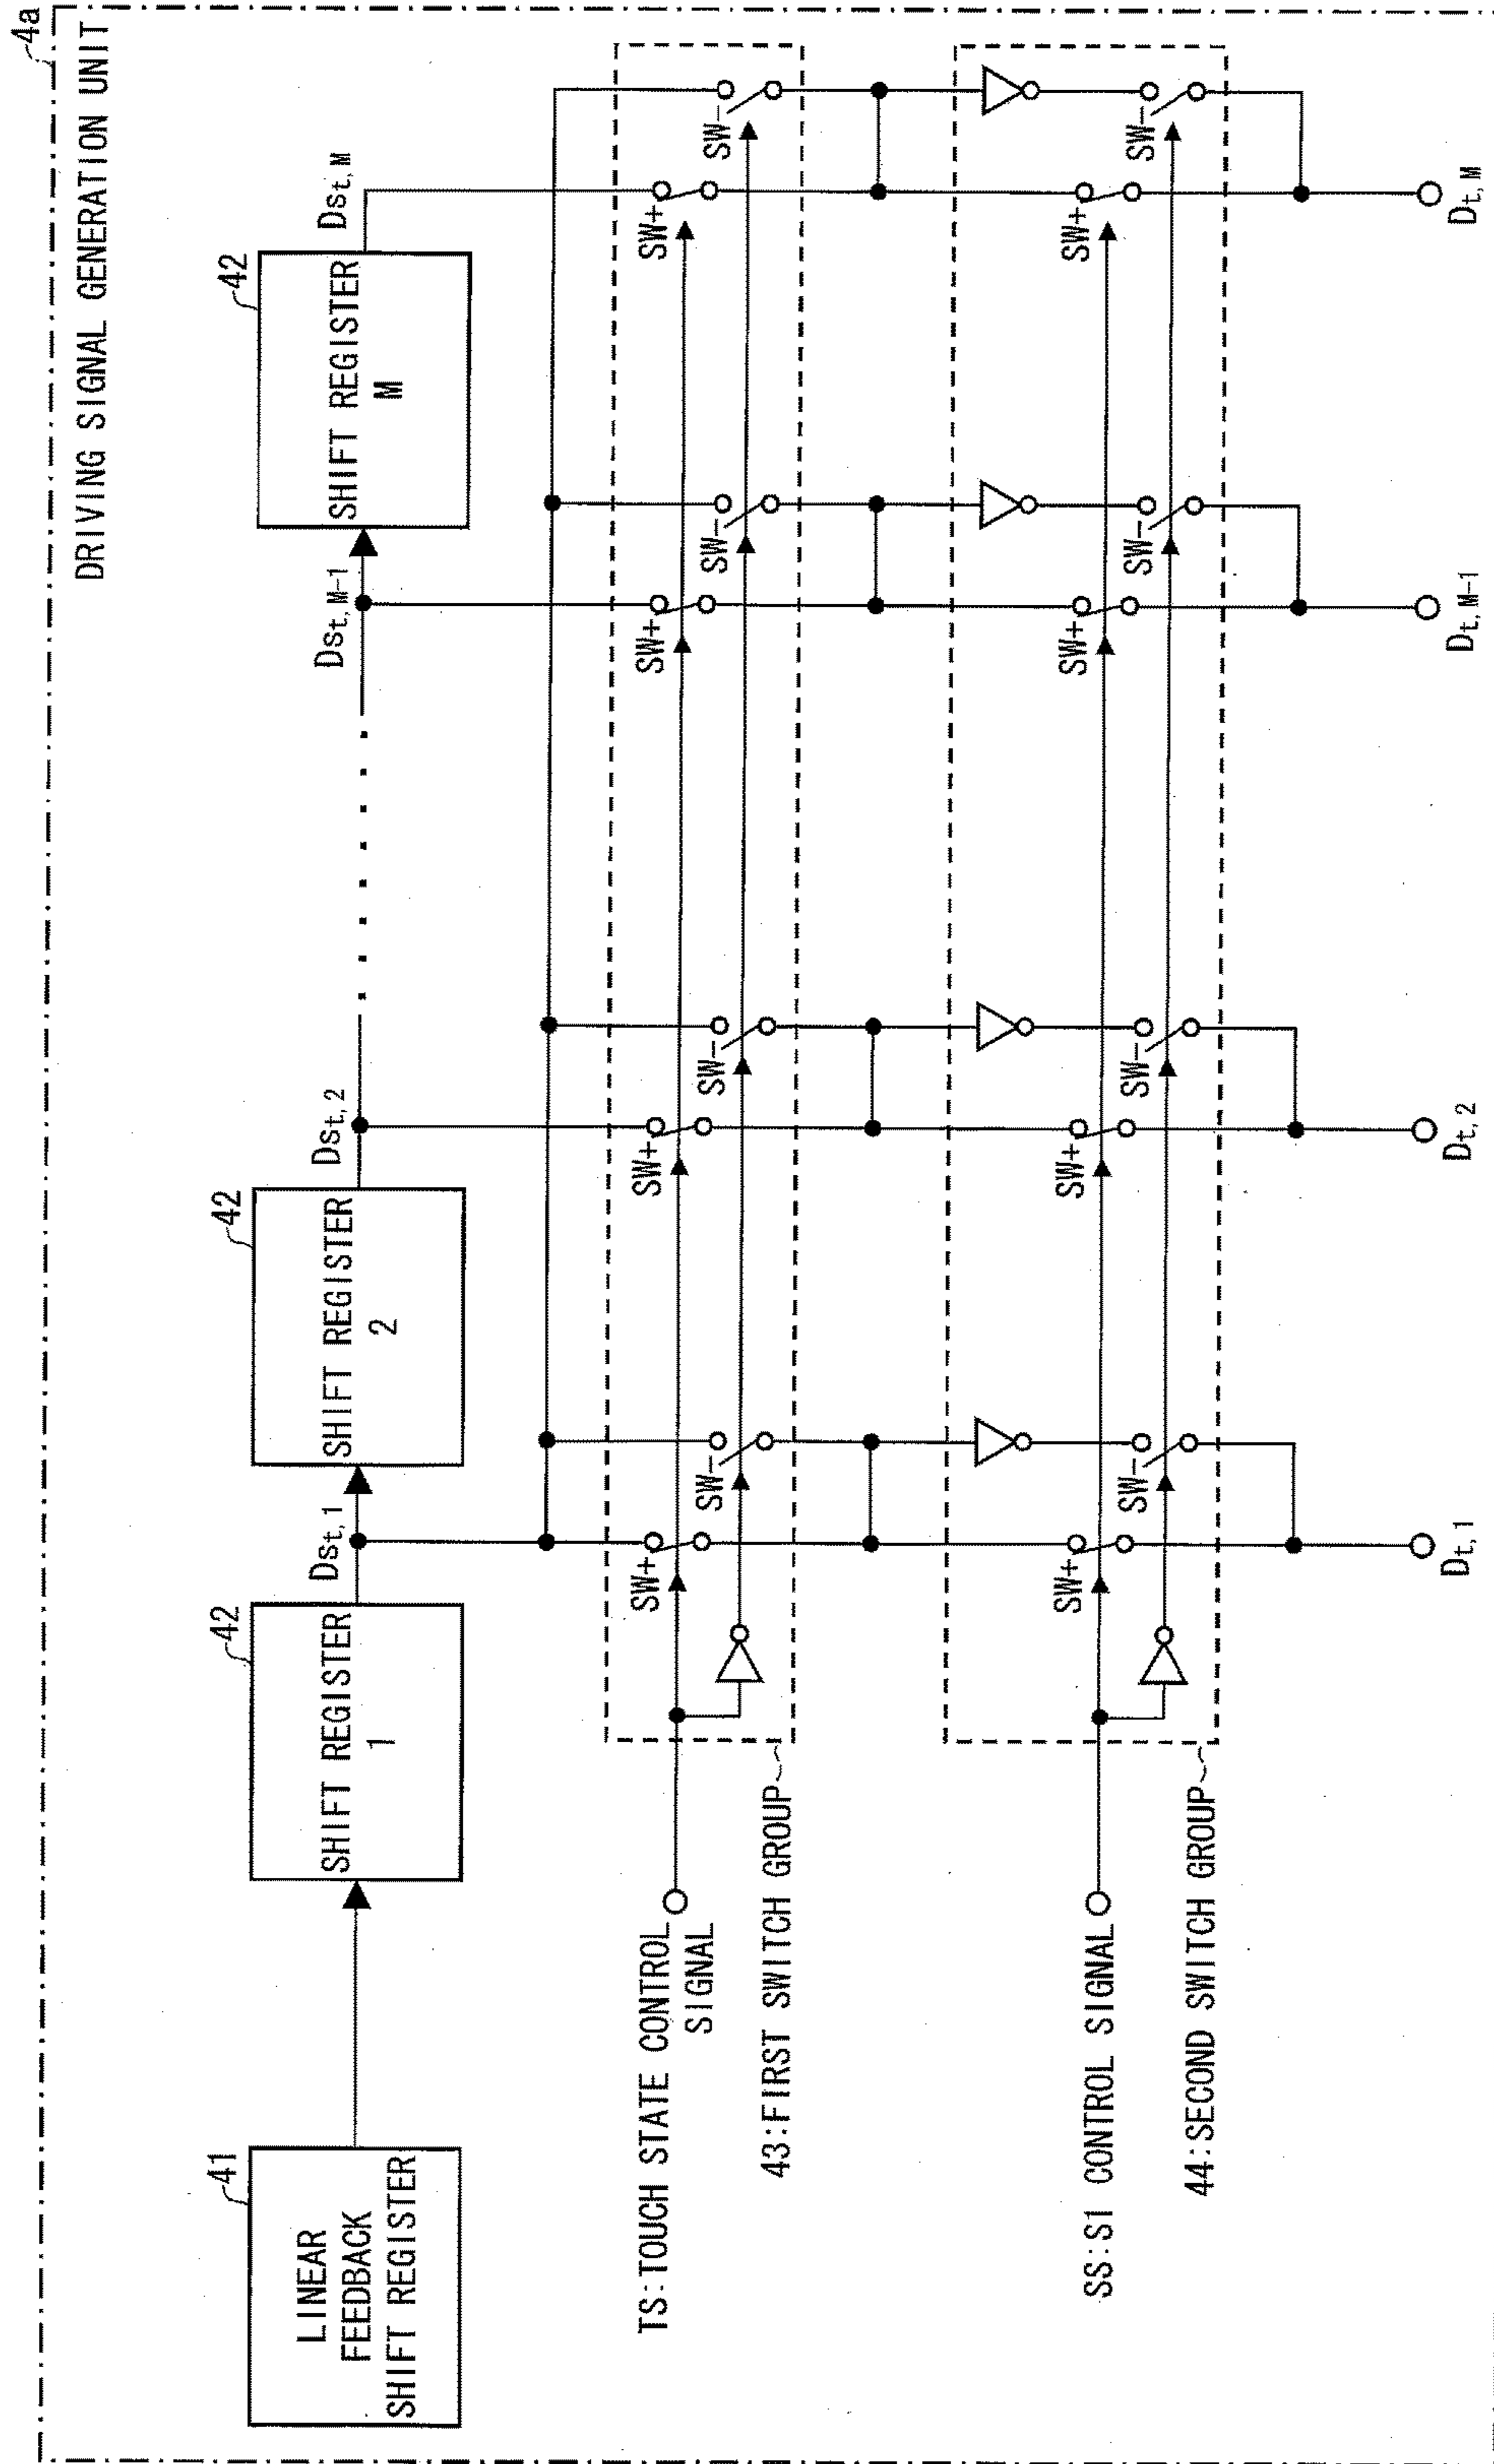 4a
DRIVING SIGNAL GENERATION UNIT
41
LINEAR
FEEDBACK
SHIFT REGISTER
42
SHIFT REGISTER
1
Dst,1
42
SHIFT REGISTER
2
Dst,2
Dst,M-1
42
SHIFT REGISTER
M
Dst,M
TS:TOUCH STATE CONTROL
SIGNAL
SW+
SW-
SW+
SW-
SW+
SW-
SW+
SW-
43:FIRST SWITCH GROUP
SS:S1 CONTROL SIGNAL
SW+
SW-
SW+
SW-
SW+
SW-
SW+
SW-
44:SECOND SWITCH GROUP
Dt,1
Dt,2
Dt,M-1
Dt,M